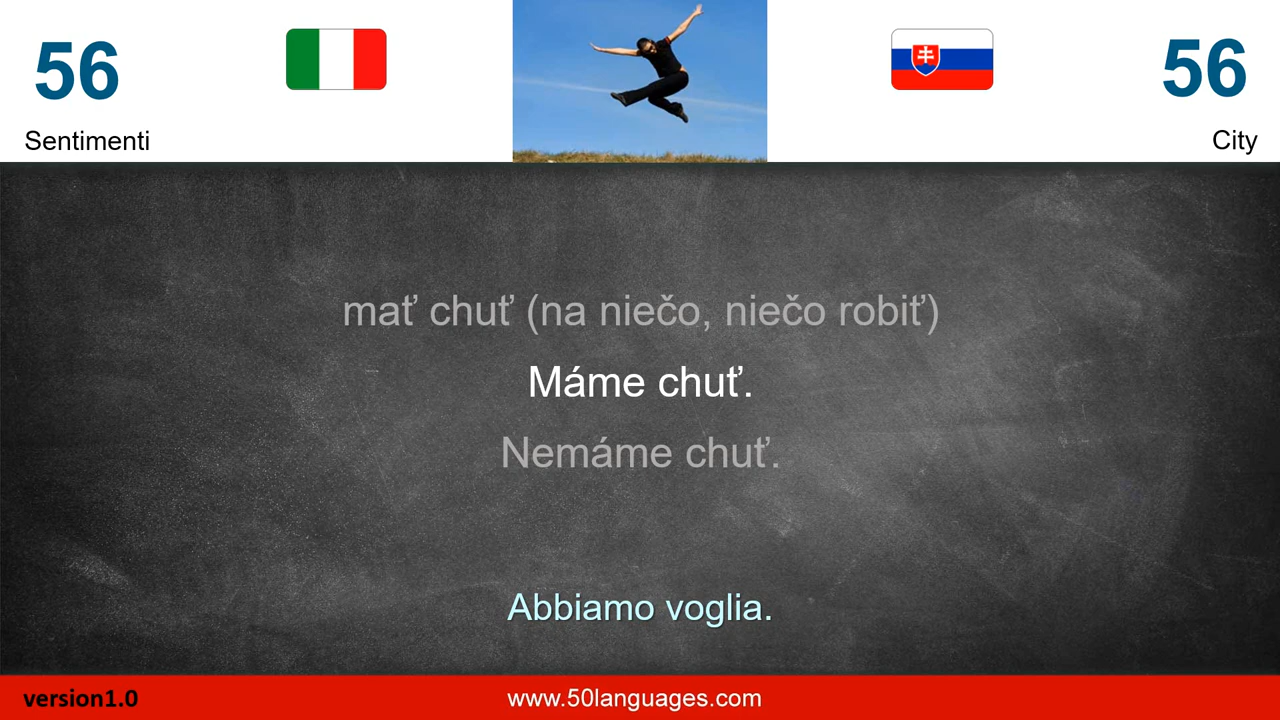 56
56
Sentimenti
City
mať chuť (na niečo, niečo robiť)
Máme chuť.
Nemáme chuť.
Abbiamo voglia.
version1.0
www.50languages.com